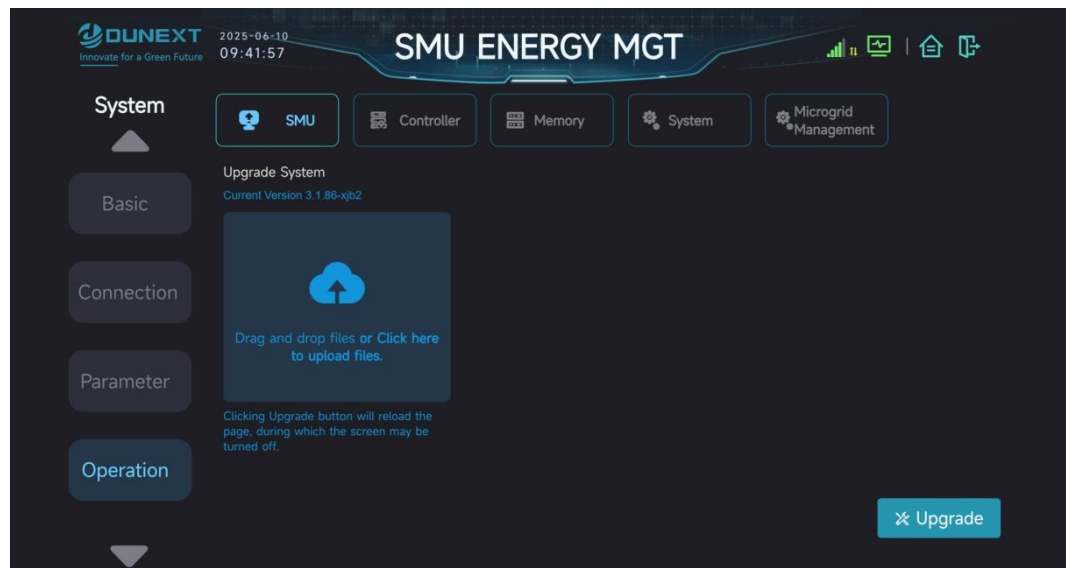 DUNEXT
Innovate for a Green Future
2025-06-10
09:41:57
SMU ENERGY MGT
System
SMU
Controller
Memory
System
Microgrid
Management
Upgrade System
Current Version 3.1.86-xjb2
Basic
Connection
Parameter
Operation
Drag and drop files or Click here
to upload files.
Clicking Upgrade button will reload the
page, during which the screen may be
turned off.
Upgrade